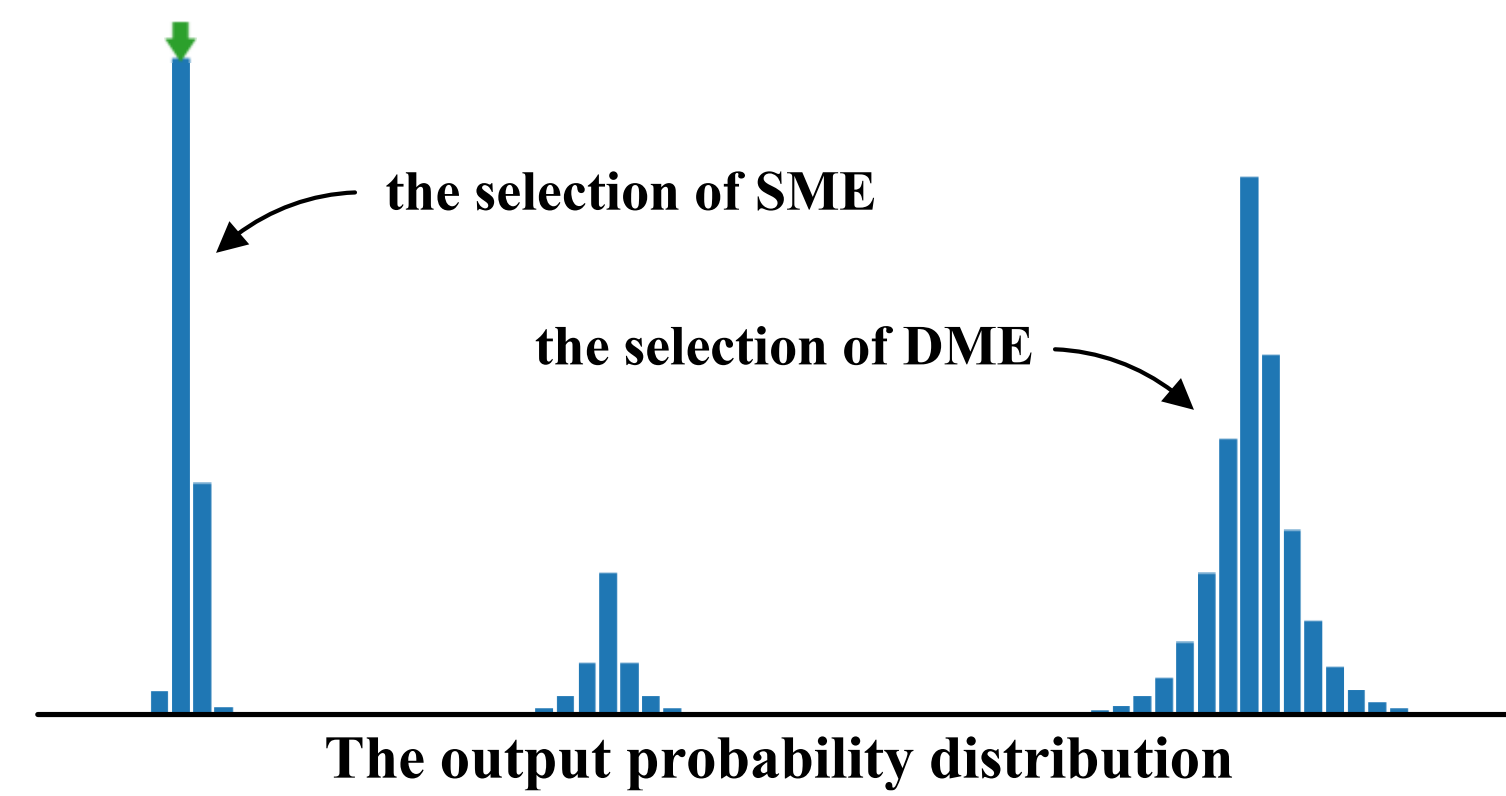 the selection of SME
the selection of DME
The output probability distribution